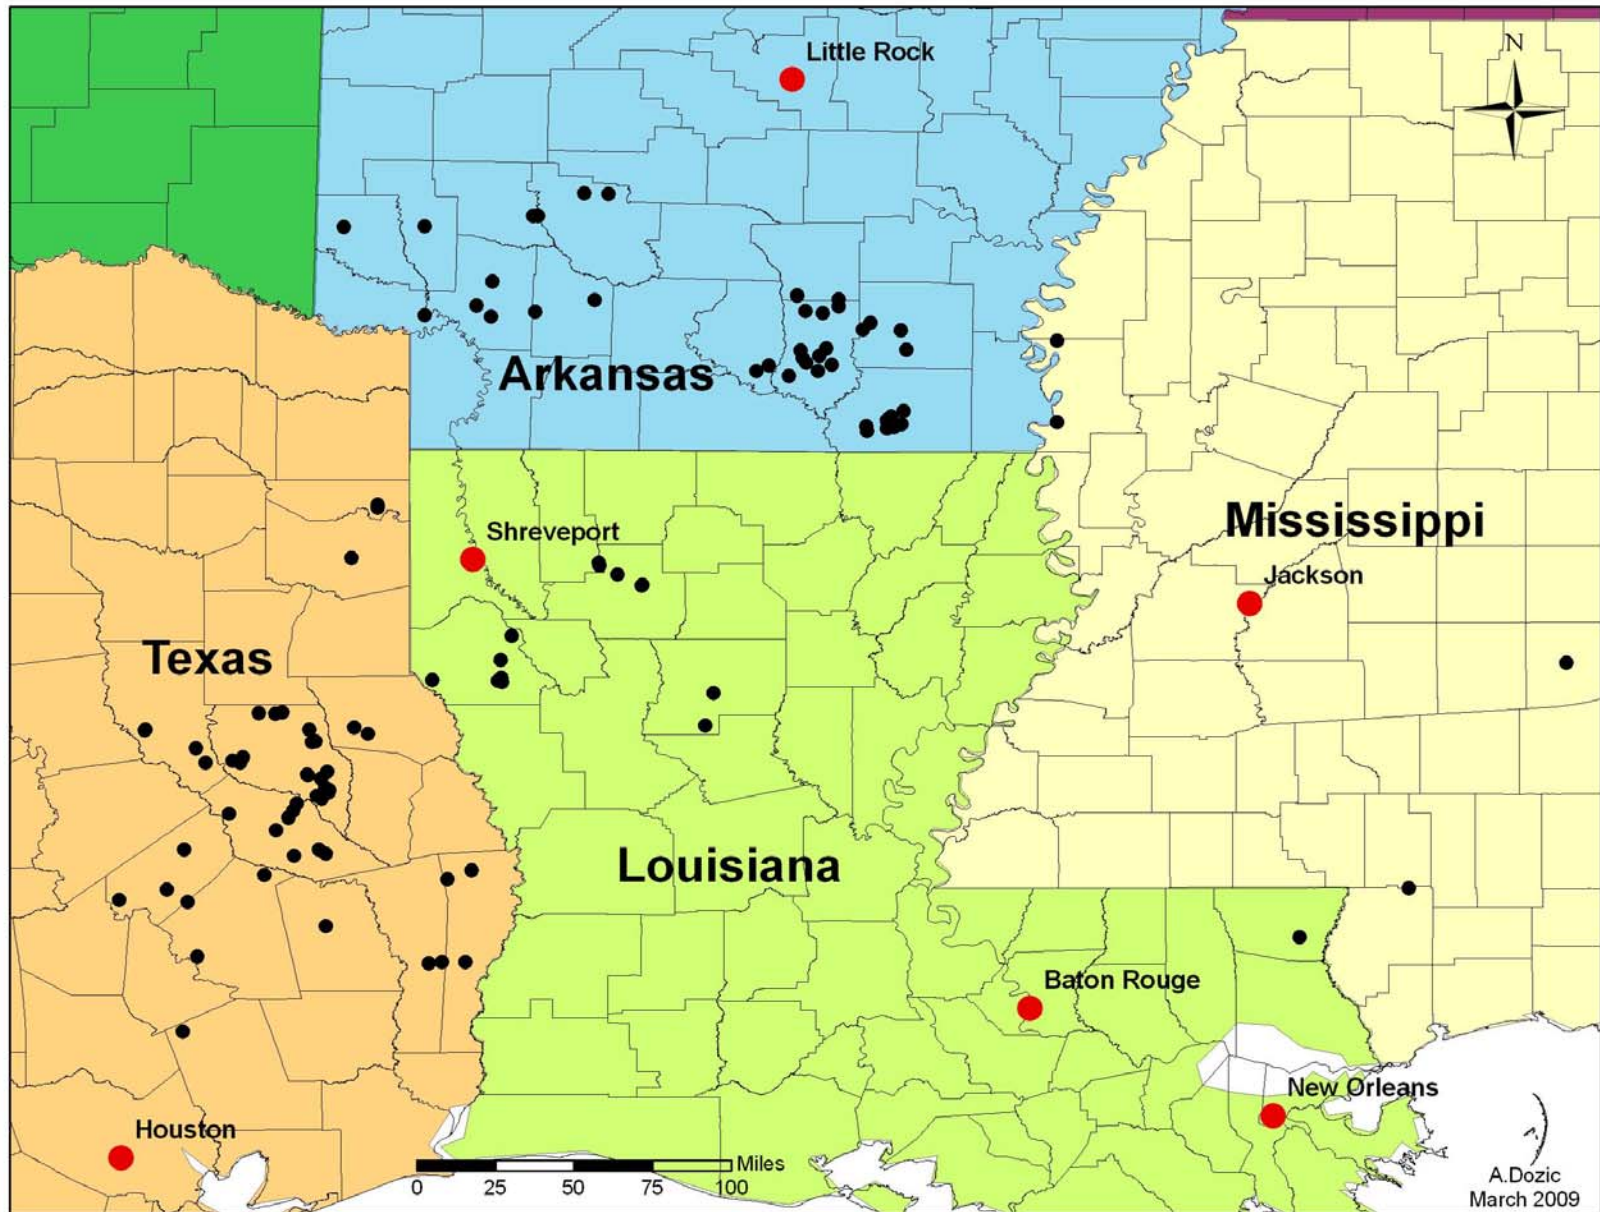 Little Rock
N
Arkansas
Shreveport
Mississippi
Jackson
Texas
Louisiana
Baton Rouge
New Orleans
Houston
Miles
0 25 50 75 100
A.Dozic
March 2009